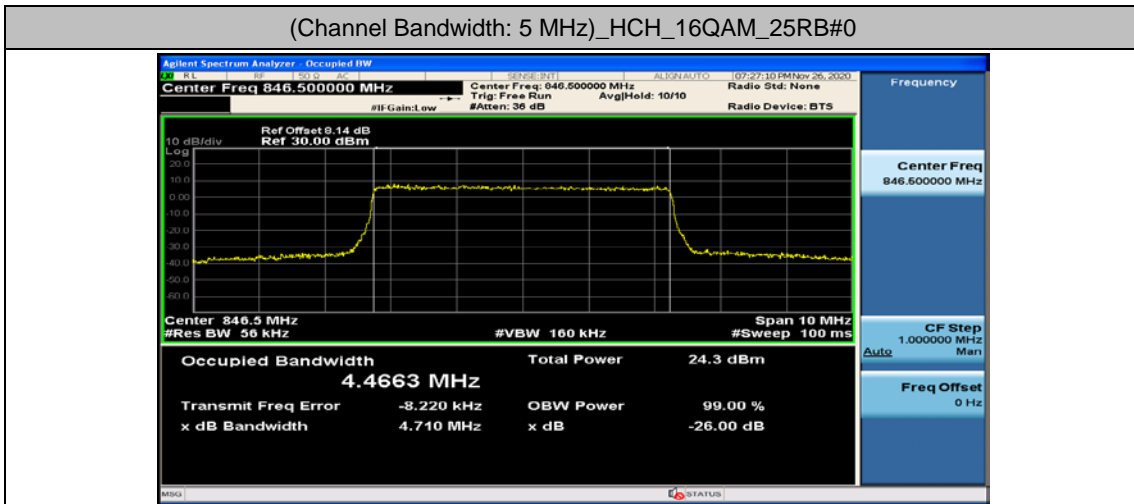 (Channel Bandwidth: 5 MHz)_HCH_16QAM_25RB#0
Agilent Spectrum Analyzer - Occupied BW
RL RF 50 Ω AC SENSE:INT ALIGN AUTO 07:27:10 PM Nov 26, 2020
Center Freq 846.500000 MHz
Center Freq: 846.500000 MHz
Radio Std: None
Trig: Free Run Avg|Hold: 10/10
#IFGain:Low #Atten: 36 dB Radio Device: BTS
Ref Offset 8.14 dB
10 dB/div Ref 30.00 dBm
Log
20.0
10.0
0.00
-10.0
-20.0
-30.0
-40.0
-50.0
-60.0
Center 846.5 MHz Span 10 MHz
#Res BW 56 kHz #VBW 160 kHz #Sweep 100 ms
Occupied Bandwidth Total Power 24.3 dBm
4.4663 MHz
Transmit Freq Error -8.220 kHz OBW Power 99.00 %
x dB Bandwidth 4.710 MHz x dB -26.00 dB
MSG STATUS
Frequency
Center Freq
846.500000 MHz
CF Step
1.000000 MHz
Auto Man
Freq Offset
0 Hz